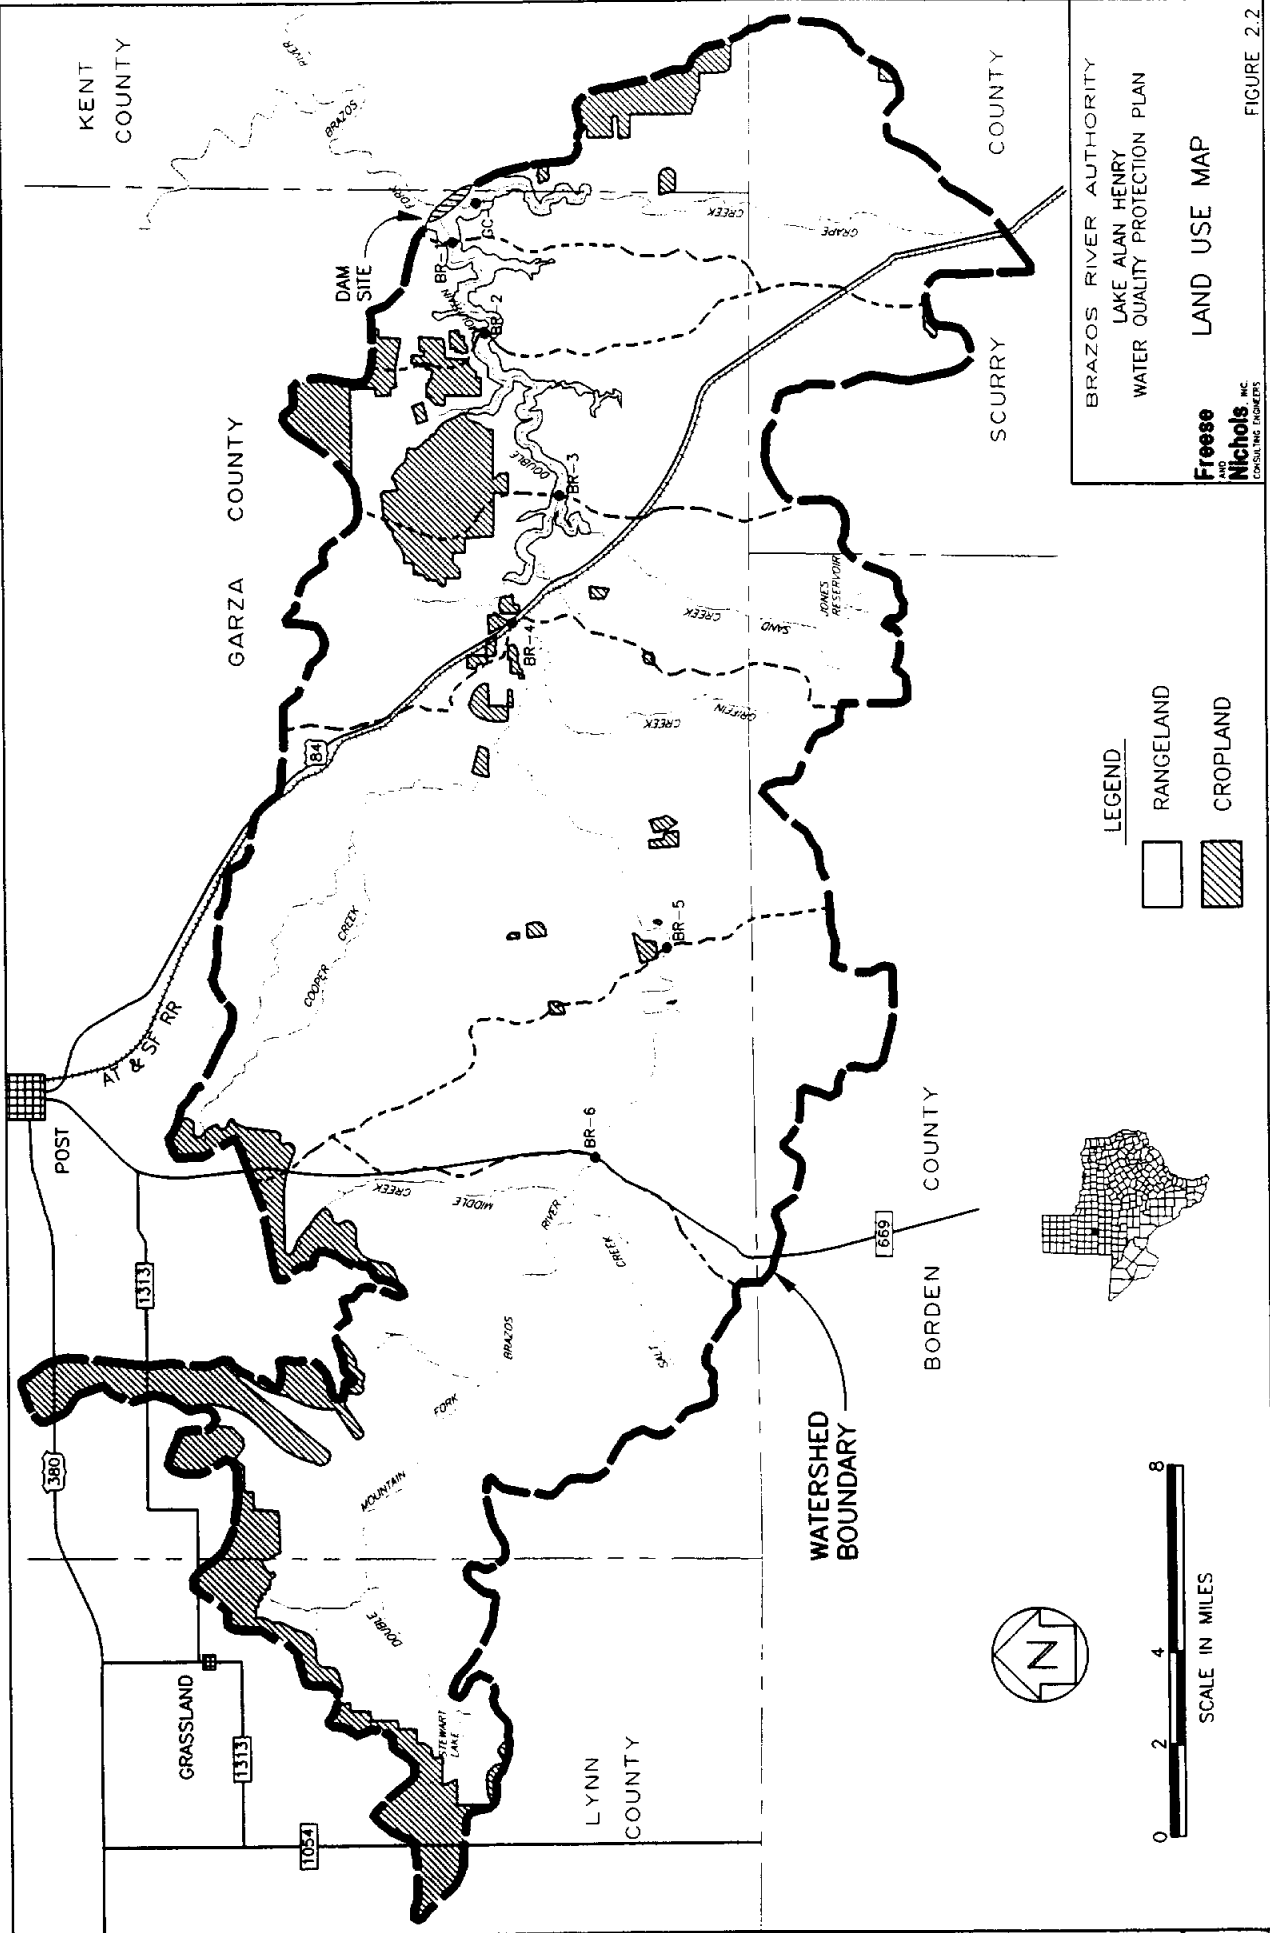 KENT
COUNTY
RIVER
BRAZOS
FORK
DAM
SITE
GC-1
BR-1
MOUNTAIN
BR-2
CREEK
GRAPE
COUNTY
SCURRY
GARZA COUNTY
DOUBLE
BR-3
BR-4
CREEK
SAND
JONES
RESERVOIR
CREEK
GRIFFIN
84
COOPER CREEK
BR-5
AT & SF RR
POST
BR-6
CREEK
MIDDLE
RIVER
CREEK
SALT
BRAZOS
FORK
MOUNTAIN
DOUBLE
1313
380
669
BORDEN COUNTY
WATERSHED
BOUNDARY
GRASSLAND
1313
1054
STEWART
LAKE
LYNN
COUNTY
N
0 2 4 8
SCALE IN MILES
LEGEND
RANGELAND
CROPLAND
BRAZOS RIVER AUTHORITY
LAKE ALAN HENRY
WATER QUALITY PROTECTION PLAN
LAND USE MAP
Freese
AND
Nichols, INC.
CONSULTING ENGINEERS
FIGURE 2.2